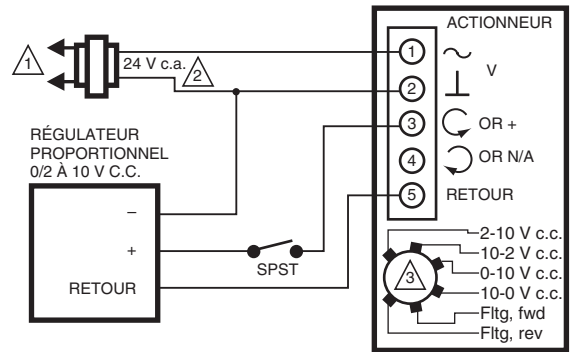 ACTIONNEUR
1
24 V c.a.
2
1
V
2
3
OR +
RÉGULATEUR
PROPORTIONNEL
0/2 À 10 V C.C.
4
OR N/A
5
RETOUR
–
+
SPST
RETOUR
3
2-10 V c.c.
10-2 V c.c.
0-10 V c.c.
10-0 V c.c.
Fltg, fwd
Fltg, rev